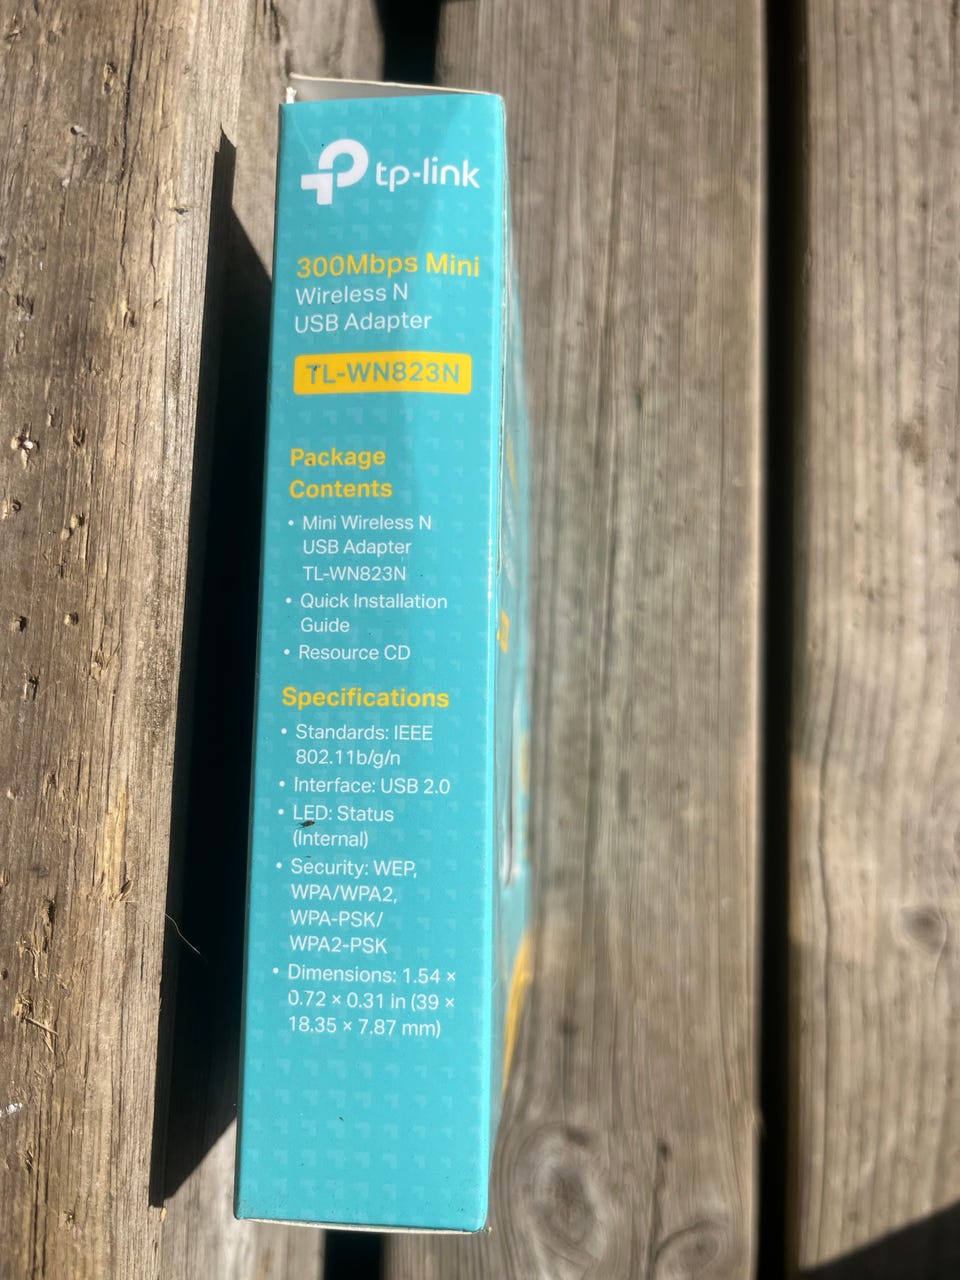 tp-link
300Mbps Mini
Wireless N
USB Adapter
TL-WN823N
Package
Contents
• Mini Wireless N
USB Adapter
TL-WN823N
• Quick Installation
Guide
• Resource CD
Specifications
• Standards: IEEE
802.11b/g/n
• Interface: USB 2.0
• LED: Status
(Internal)
• Security: WEP,
WPA/WPA2,
WPA-PSK/
WPA2-PSK
• Dimensions: 1.54 ×
0.72 × 0.31 in (39 ×
18.35 × 7.87 mm)